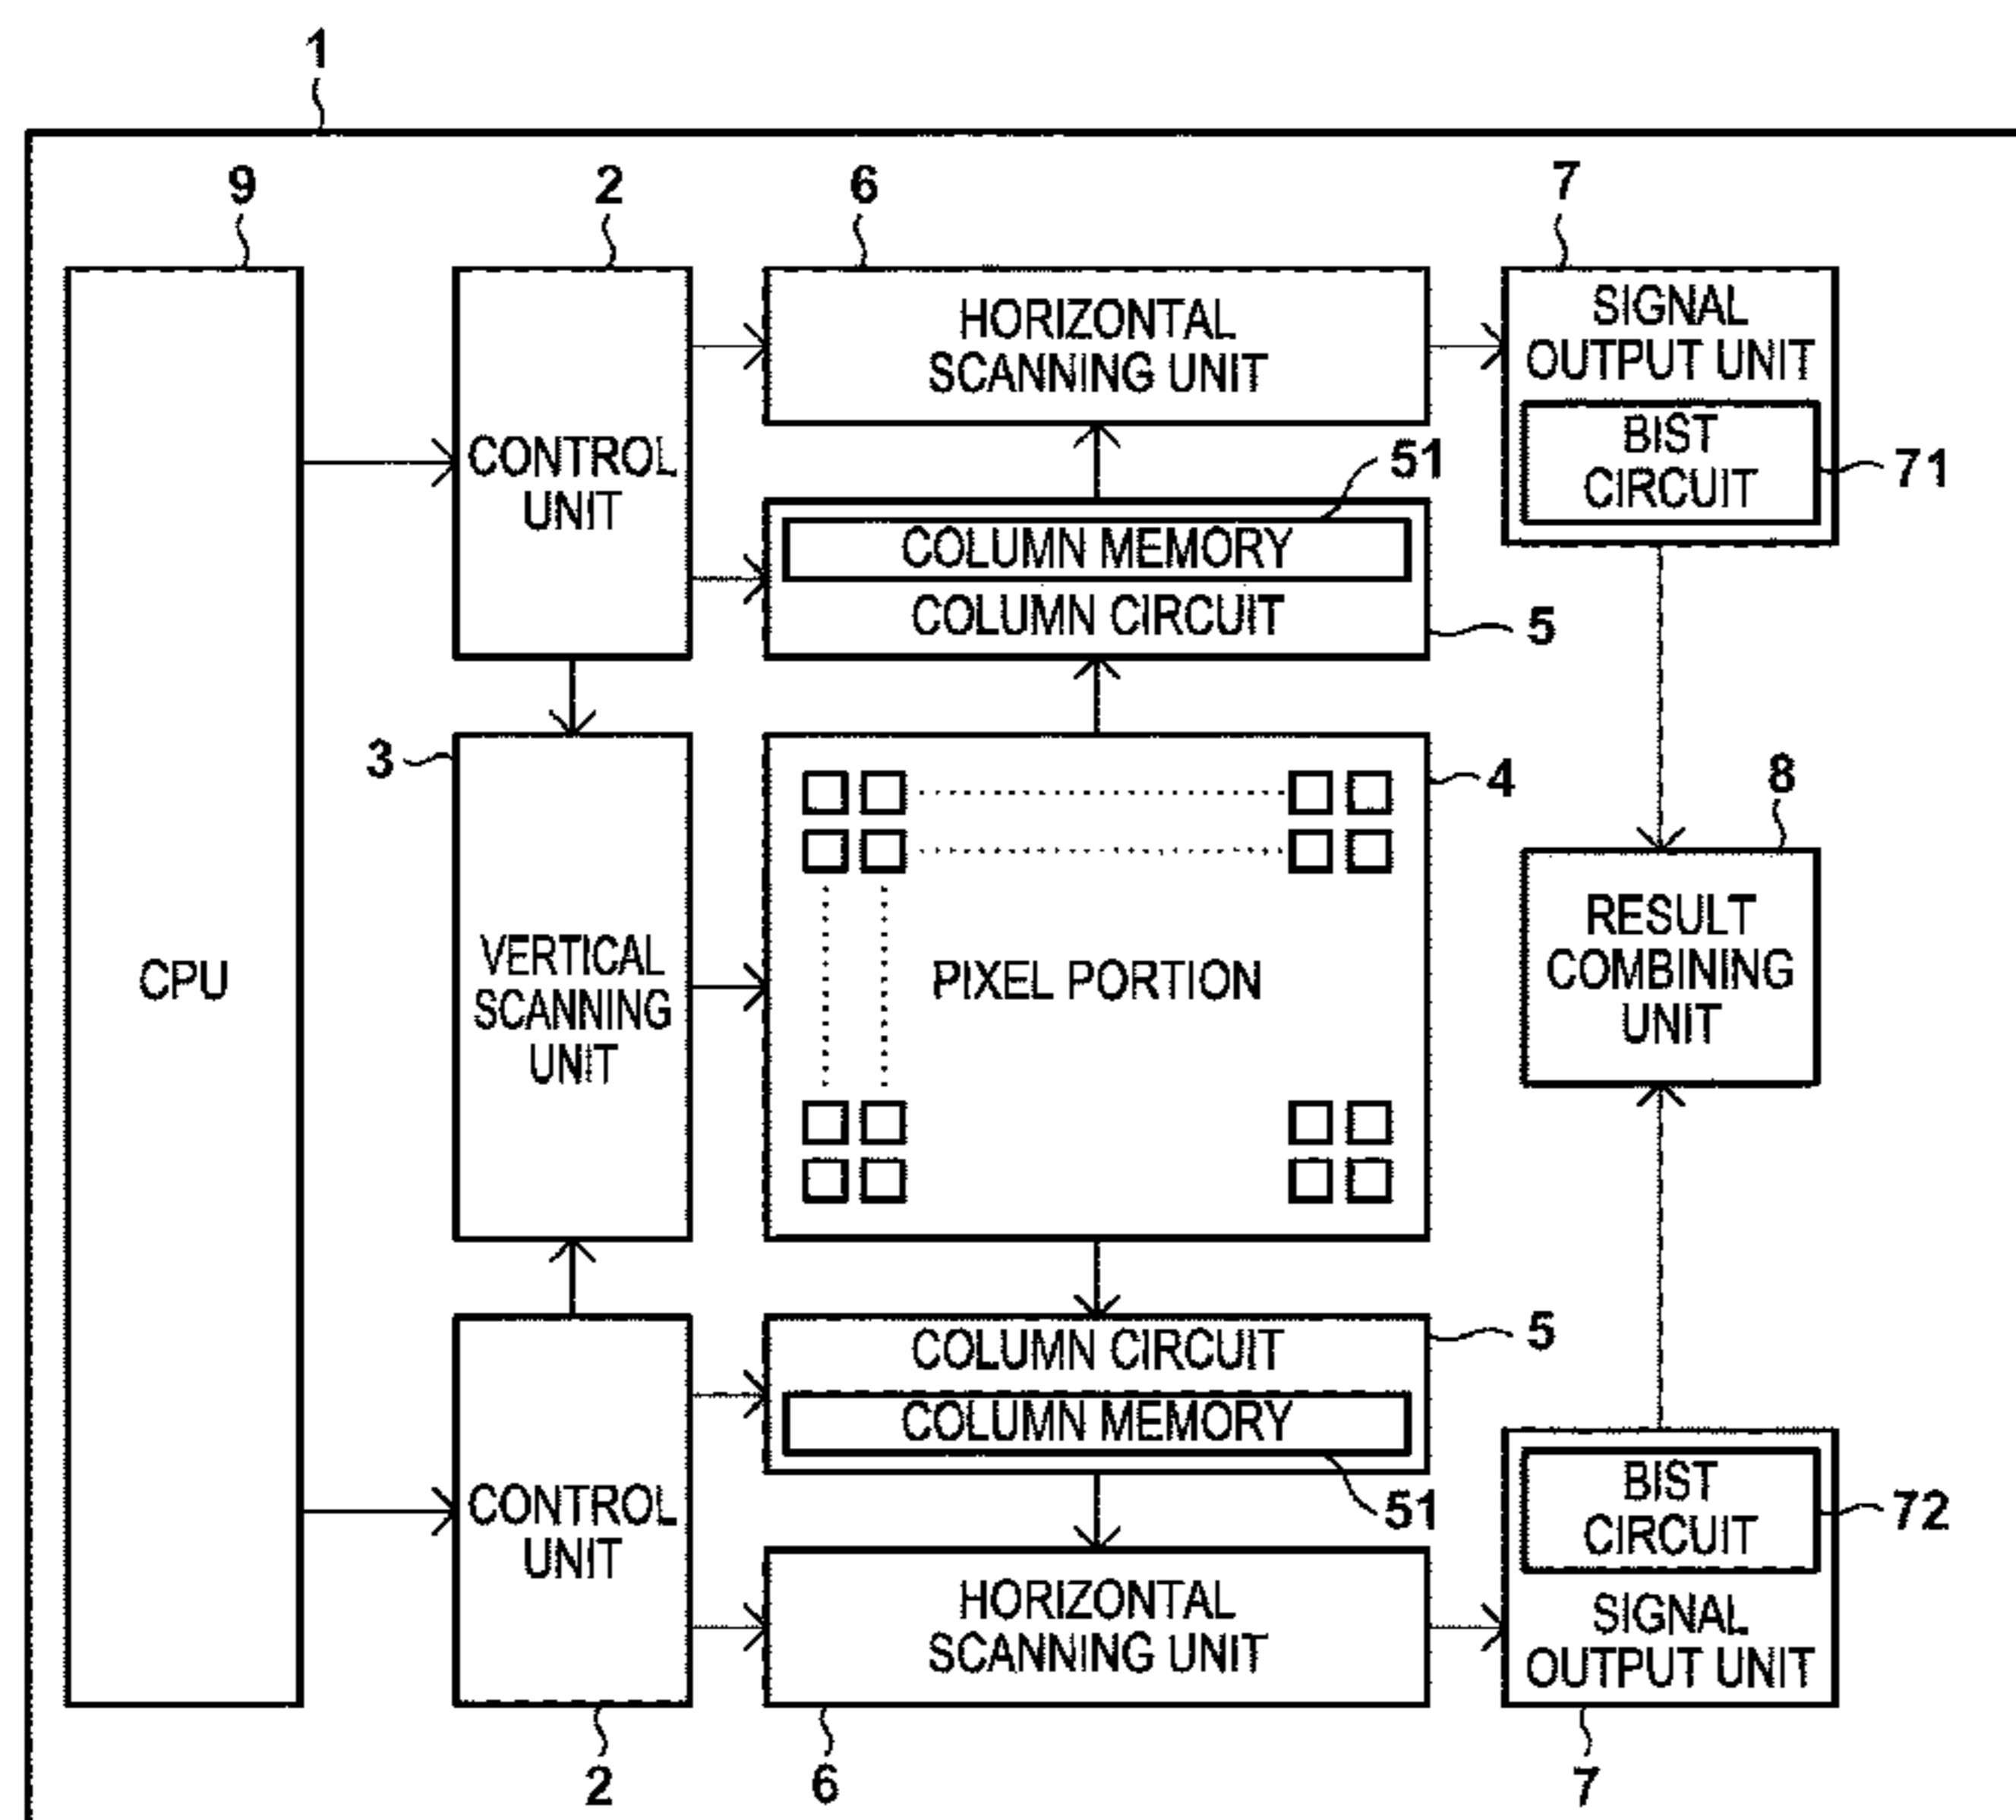 1
9
2
6
7
CONTROL
UNIT
HORIZONTAL
SCANNING UNIT
SIGNAL
OUTPUT UNIT
BIST
CIRCUIT
71
51
COLUMN MEMORY
COLUMN CIRCUIT
5
3
4
8
CPU
VERTICAL
SCANNING
UNIT
PIXEL PORTION
RESULT
COMBINING
UNIT
COLUMN CIRCUIT
5
COLUMN MEMORY
51
CONTROL
UNIT
BIST
CIRCUIT
72
HORIZONTAL
SCANNING UNIT
SIGNAL
OUTPUT UNIT
2
6
7